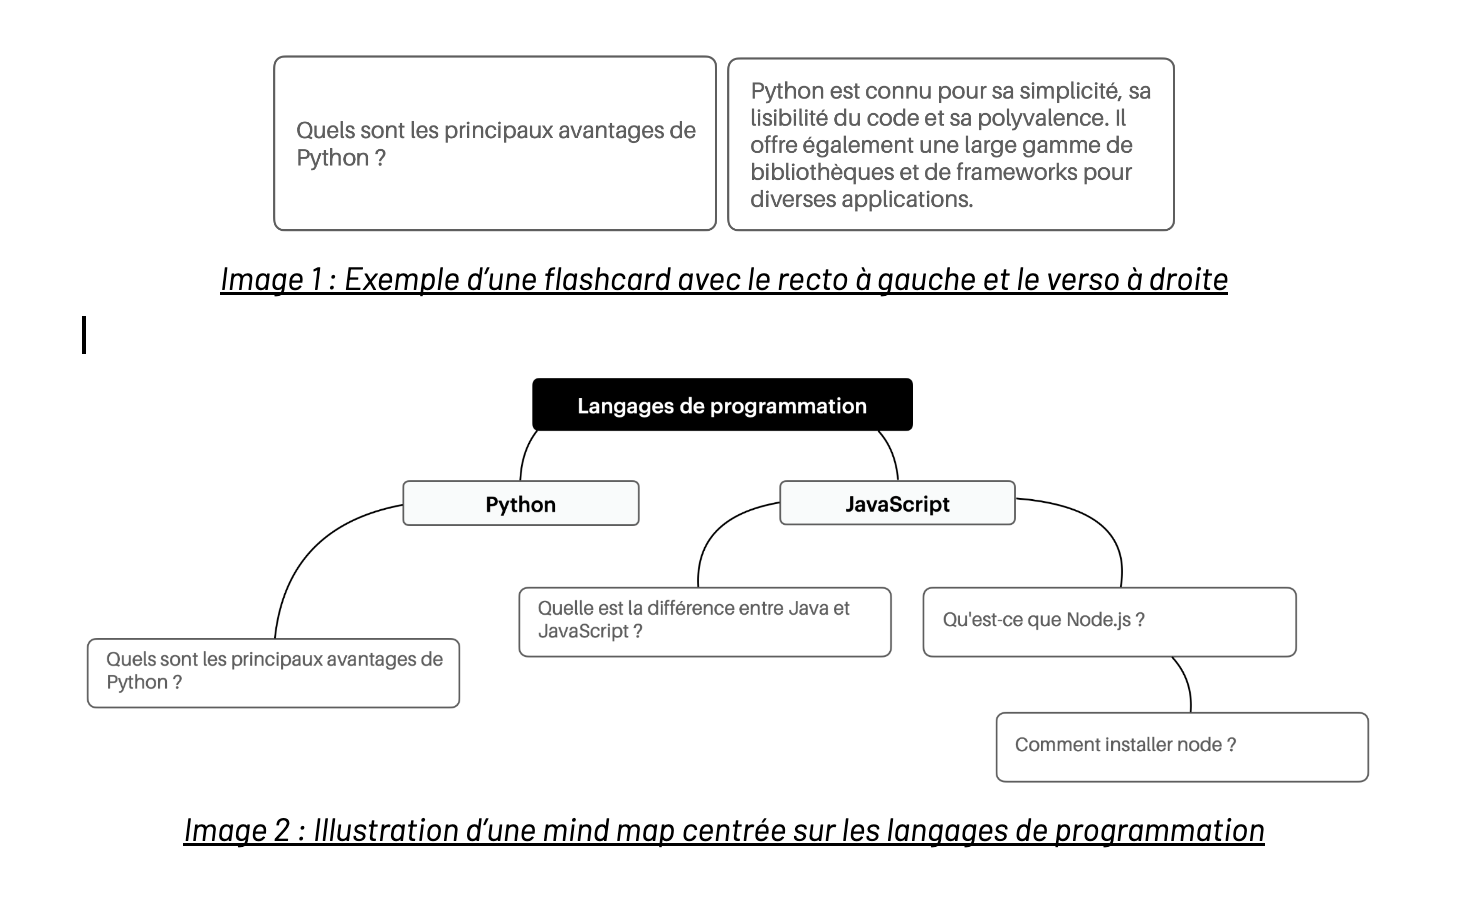 Quels sont les principaux avantages de
Python ?
Python est connu pour sa simplicité, sa
lisibilité du code et sa polyvalence. Il
offre également une large gamme de
bibliothèques et de frameworks pour
diverses applications.
Image 1 : Exemple d’une flashcard avec le recto à gauche et le verso à droite
Langages de programmation
Python
JavaScript
Quelle est la différence entre Java et
JavaScript ?
Qu'est-ce que Node.js ?
Quels sont les principaux avantages de
Python ?
Comment installer node ?
Image 2 : Illustration d’une mind map centrée sur les langages de programmation